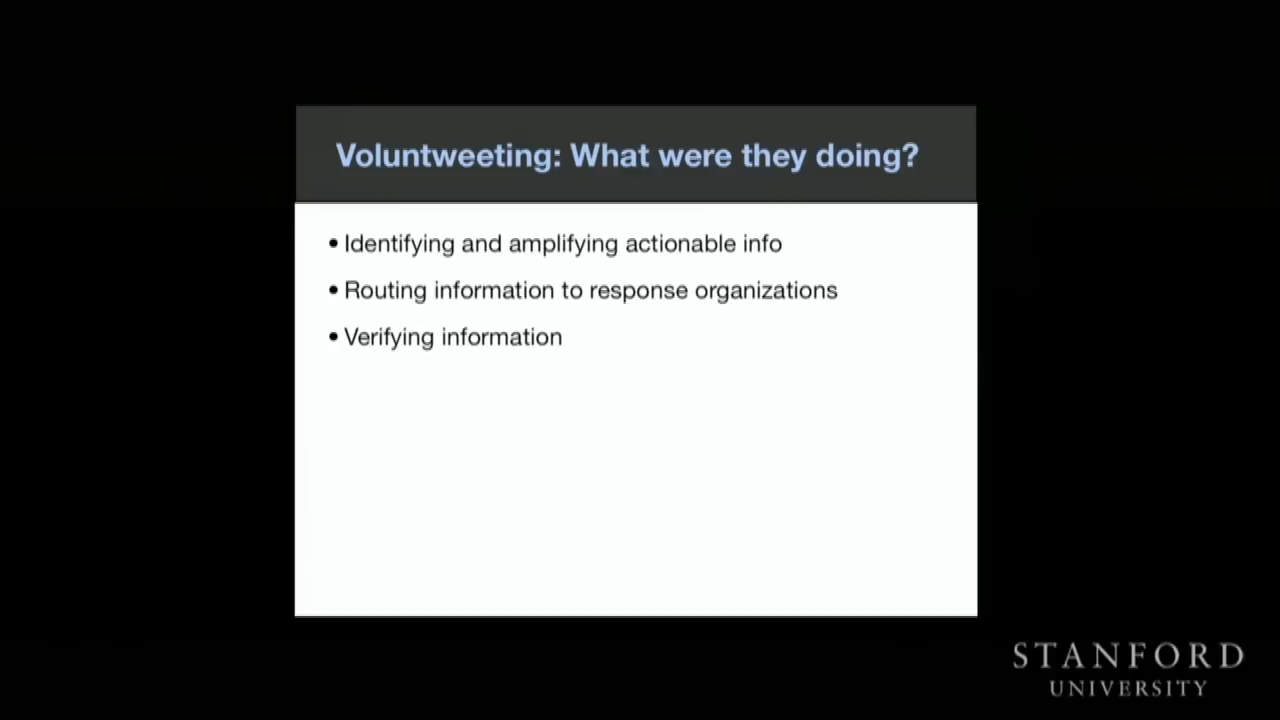 Voluntweeting: What were they doing?
• Identifying and amplifying actionable info
• Routing information to response organizations
• Verifying information
STANFORD
UNIVERSITY